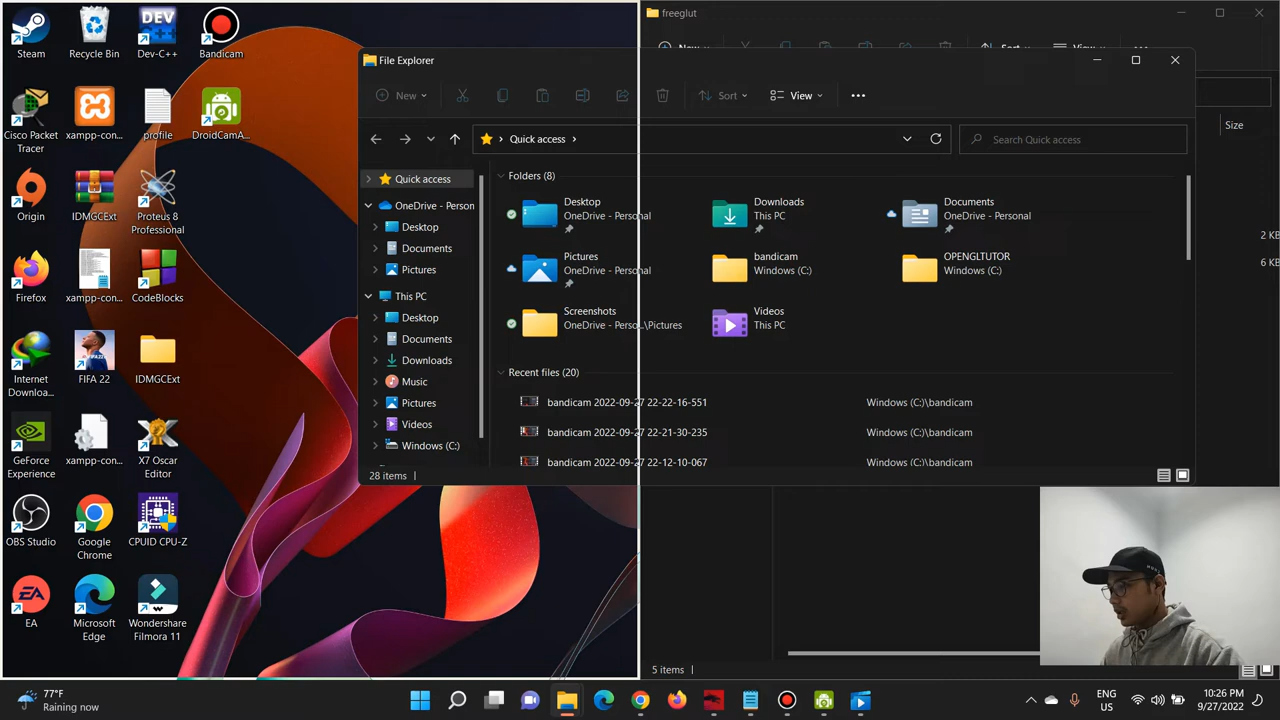 Steam
Recycle Bin
Dev-C++
Bandicam
Cisco Packet
Tracer
xampp-con...
profile
DroidCamA...
Origin
IDMGCExt
Proteus 8
Professional
Firefox
xampp-con...
CodeBlocks
Internet
Downloa...
FIFA 22
IDMGCExt
GeForce
Experience
xampp-con...
X7 Oscar
Editor
OBS Studio
Google
Chrome
CPUID CPU-Z
EA
Microsoft
Edge
Wondershare
Filmora 11
freeglut
New
Sort
View
Size
2 KB
6 KB
5 items
File Explorer
New
Sort
View
Quick access
Search Quick access
Quick access
OneDrive - Person
Desktop
Documents
Pictures
This PC
Desktop
Documents
Downloads
Music
Pictures
Videos
Windows (C:)
Folders (8)
Desktop
OneDrive - Personal
Downloads
This PC
Documents
OneDrive - Personal
Pictures
OneDrive - Personal
bandicam
Windows (C:)
OPENGLTUTOR
Windows (C:)
Screenshots
OneDrive - Perso...\Pictures
Videos
This PC
Recent files (20)
bandicam 2022-09-27 22-22-16-551 Windows (C:)\bandicam
bandicam 2022-09-27 22-21-30-235 Windows (C:)\bandicam
bandicam 2022-09-27 22-12-10-067 Windows (C:)\bandicam
28 items
77°F
Raining now
ENG
US
10:26 PM
9/27/2022